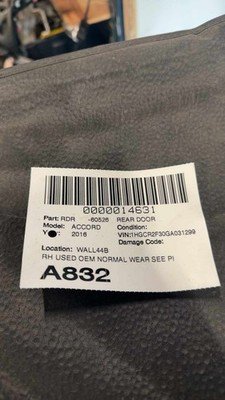 0000014631
Part: RDR -60526 REAR DOOR
Model: ACCORD Condition:
2016 VIN:1HGCR2F30GA031299
Damage Code:
Location: WALL44B
RH USED OEM NORMAL WEAR SEE PI
A832